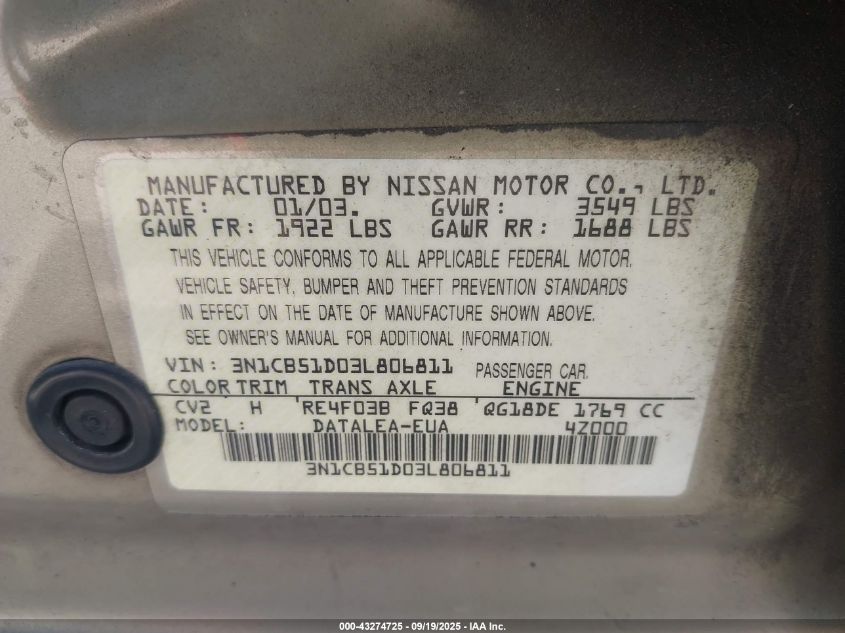 MANUFACTURED BY NISSAN MOTOR CO., LTD.
DATE: 01/03. GVWR: 3549 LBS
GAWR FR: 1922 LBS GAWR RR: 1688 LBS
THIS VEHICLE CONFORMS TO ALL APPLICABLE FEDERAL MOTOR.
VEHICLE SAFETY, BUMPER AND THEFT PREVENTION STANDARDS
IN EFFECT ON THE DATE OF MANUFACTURE SHOWN ABOVE.
SEE OWNER'S MANUAL FOR ADDITIONAL INFORMATION.
VIN: 3N1CB51D03L806811 PASSENGER CAR.
COLOR TRIM TRANS AXLE ENGINE
CV2 H RE4F03B FQ38 QG18DE 1769 CC
MODEL: DATALEA-EUA 4Z000
3N1CB51D03L806811
000-43274725 - 09/19/2025 - IAA Inc.